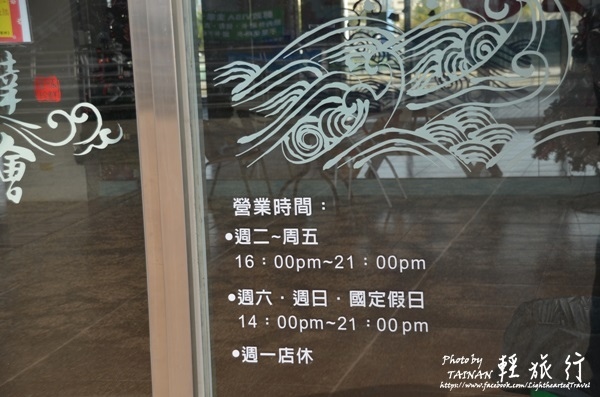 達
會
營業時間：
•週二~周五
16：00pm~21：00pm
•週六．週日．國定假日
14：00pm~21：00pm
•週一店休
Photo by
TAINAN 輕旅行
https://www.facebook.com/LightheartedTravel